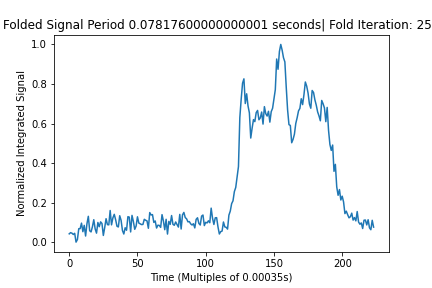 Folded Signal Period 0.07817600000000001 seconds| Fold Iteration: 25
1.0
0.8
0.6
0.4
0.2
0.0
Normalized Integrated Signal
0 50 100 150 200
Time (Multiples of 0.00035s)